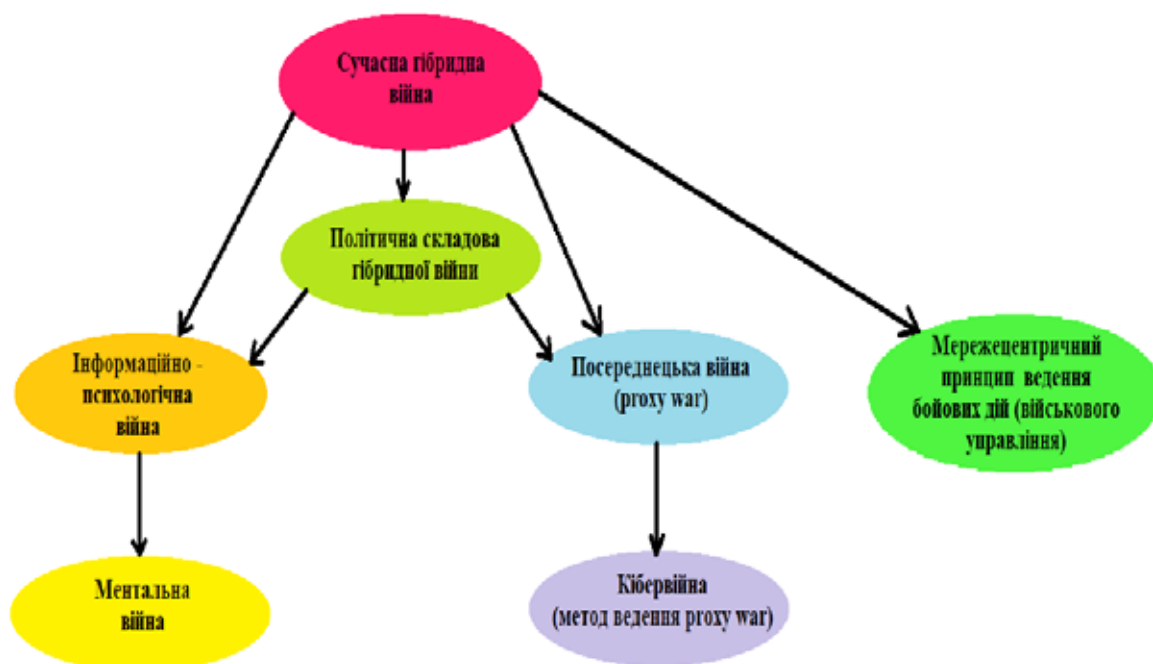 Сучасна гібридна
війна
Політична складова
гібридної війни
Інформаційно -
психологічна
війна
Посереднецька війна
(proxy war)
Мережецентричний
принцип ведення
бойових дій (військового
управління)
Ментальна
війна
Кібервійна
(метод ведення proxy war)